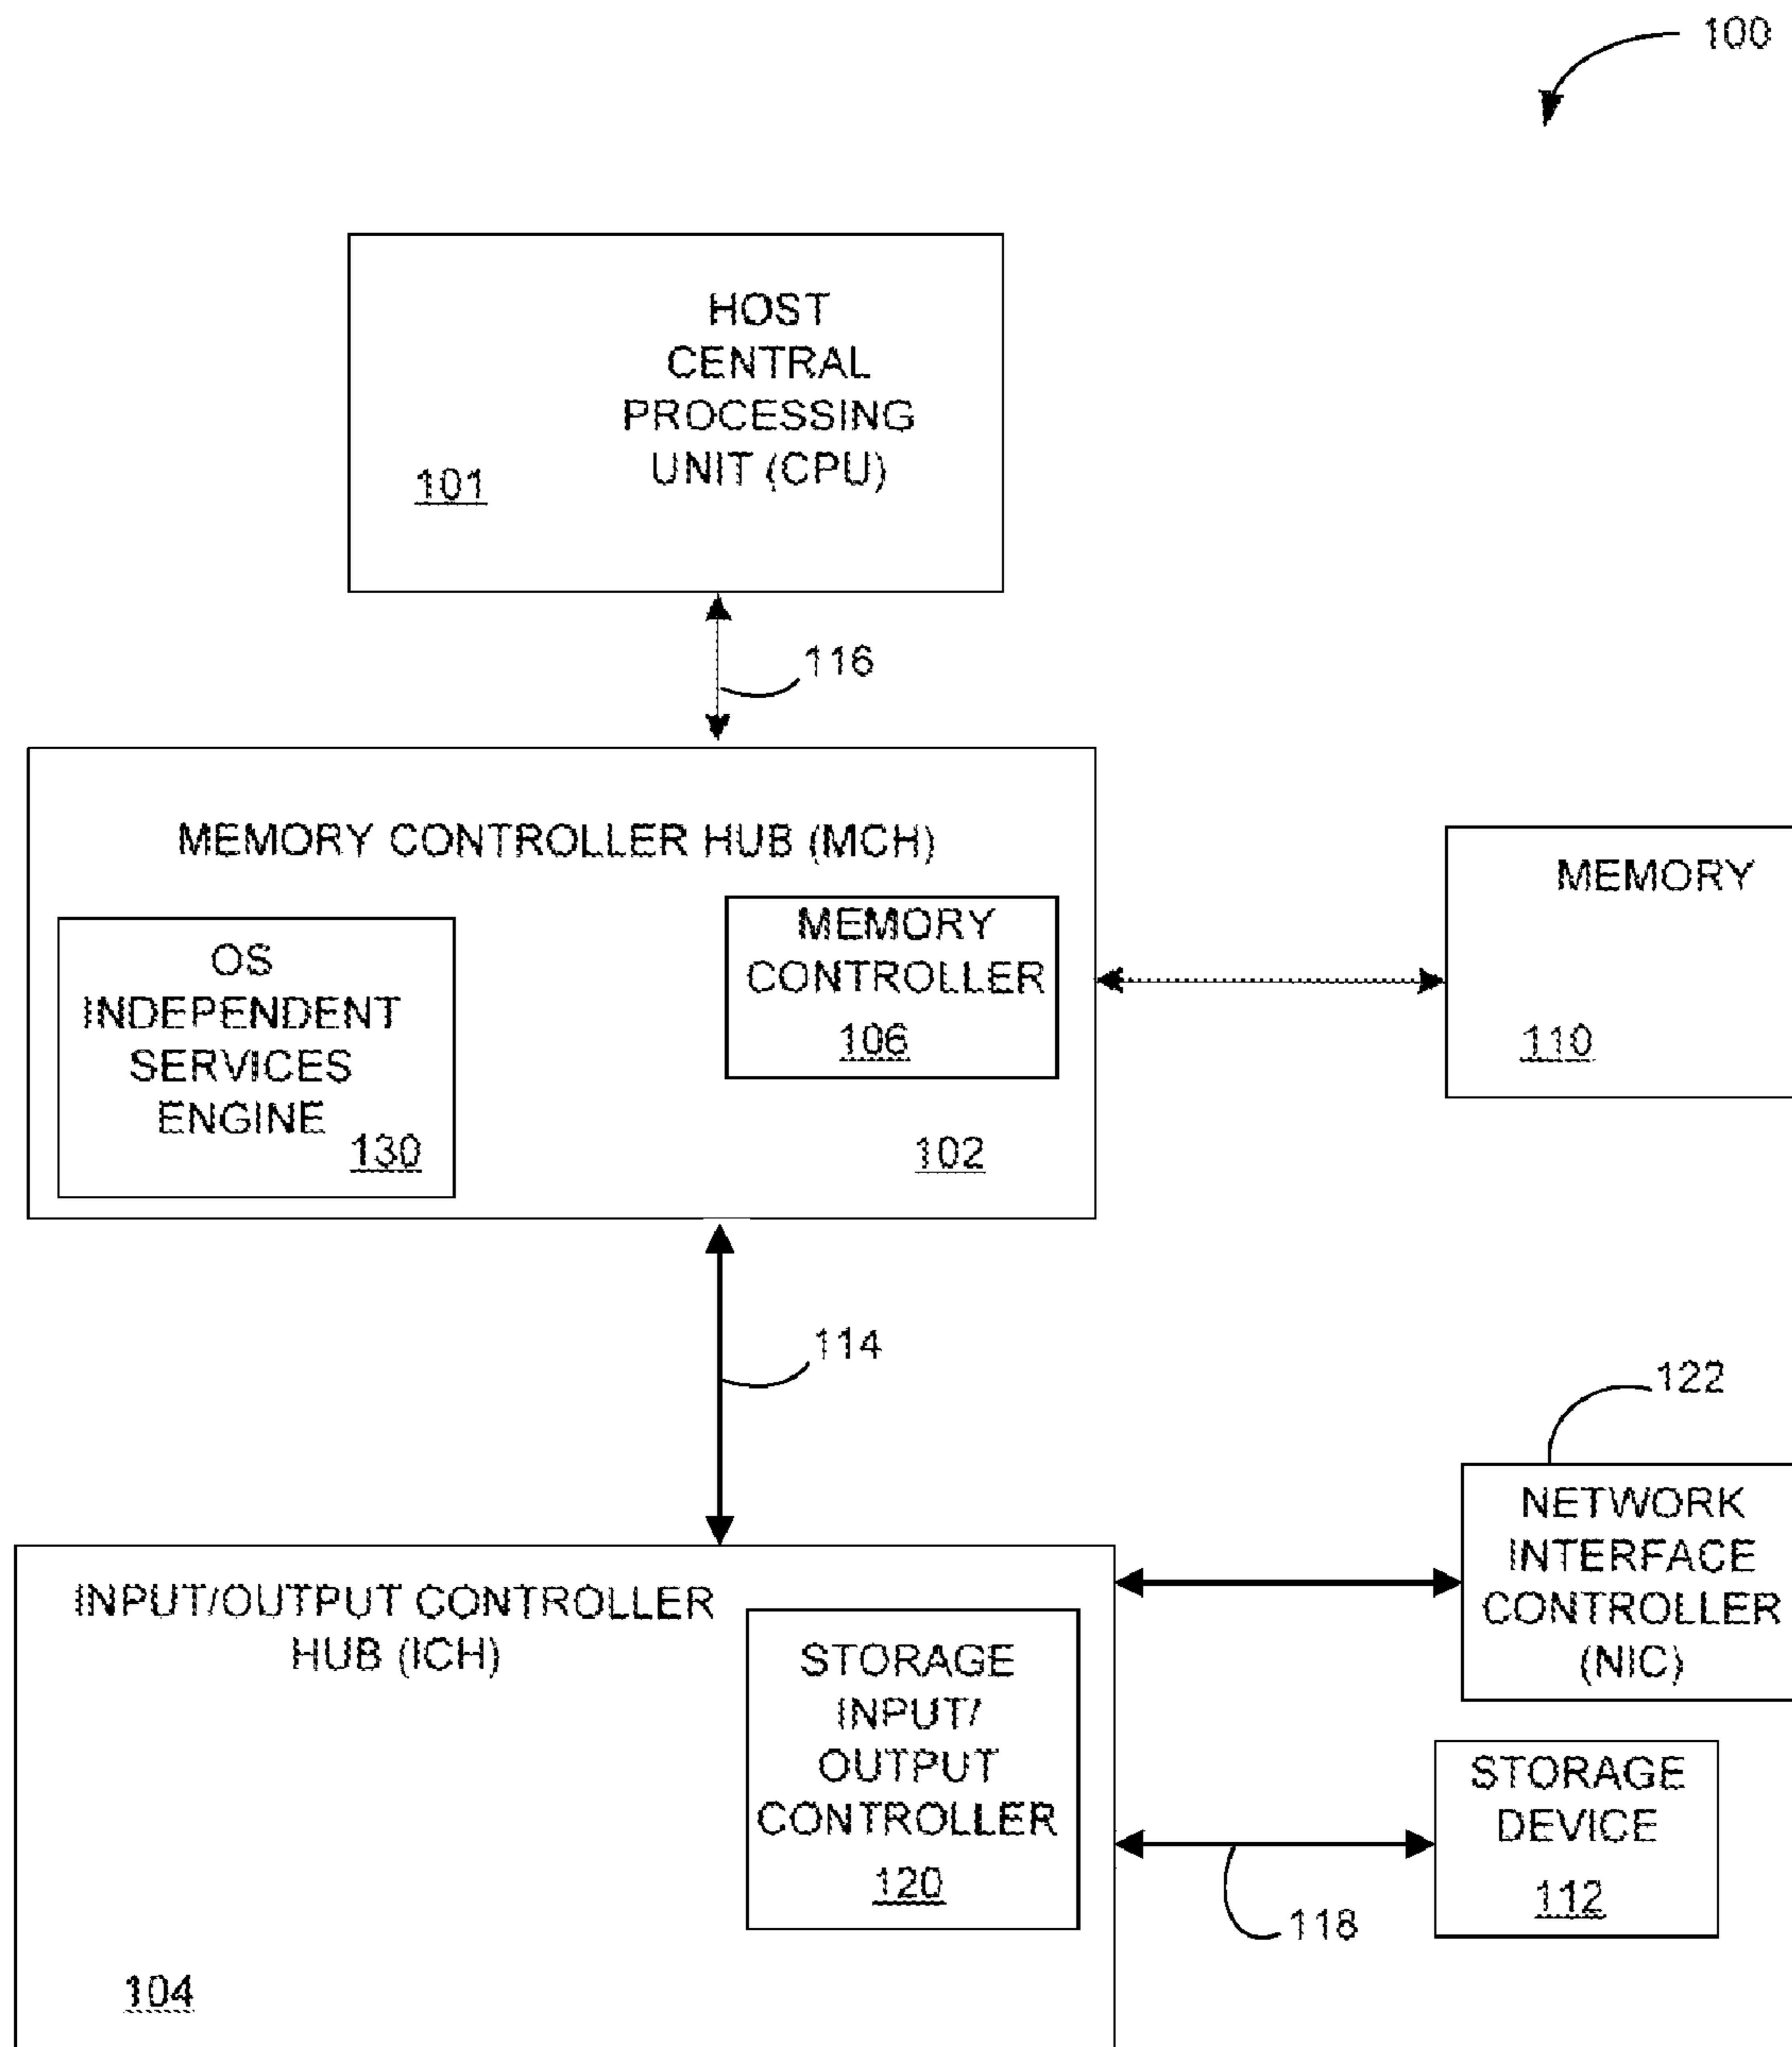 100
HOST
CENTRAL
PROCESSING
UNIT (CPU)
101
116
MEMORY CONTROLLER HUB (MCH)
OS
INDEPENDENT
SERVICES
ENGINE
130
MEMORY
CONTROLLER
106
102
MEMORY
110
114
122
NETWORK
INTERFACE
CONTROLLER
(NIC)
INPUT/OUTPUT CONTROLLER
HUB (ICH)
STORAGE
INPUT/
OUTPUT
CONTROLLER
120
STORAGE
DEVICE
112
118
104